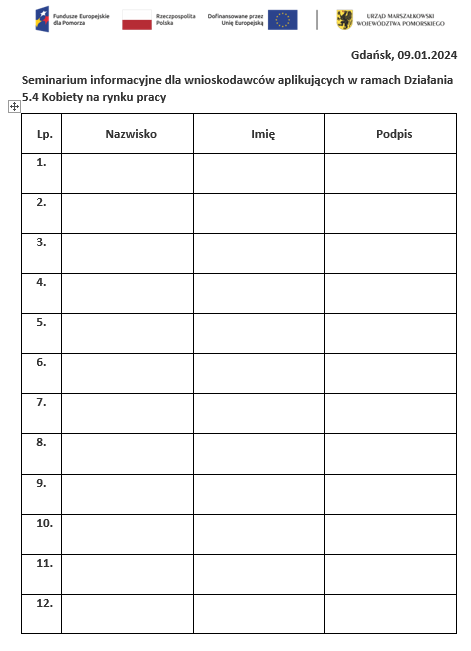 Fundusze Europejskie
dla Pomorza
Rzeczpospolita
Polska
Dofinansowane przez
Unię Europejską
URZĄD MARSZAŁKOWSKI
WOJEWÓDZTWA POMORSKIEGO
Gdańsk, 09.01.2024
Seminarium informacyjne dla wnioskodawców aplikujących w ramach Działania
5.4 Kobiety na rynku pracy
Lp. Nazwisko Imię Podpis
1.
2.
3.
4.
5.
6.
7.
8.
9.
10.
11.
12.